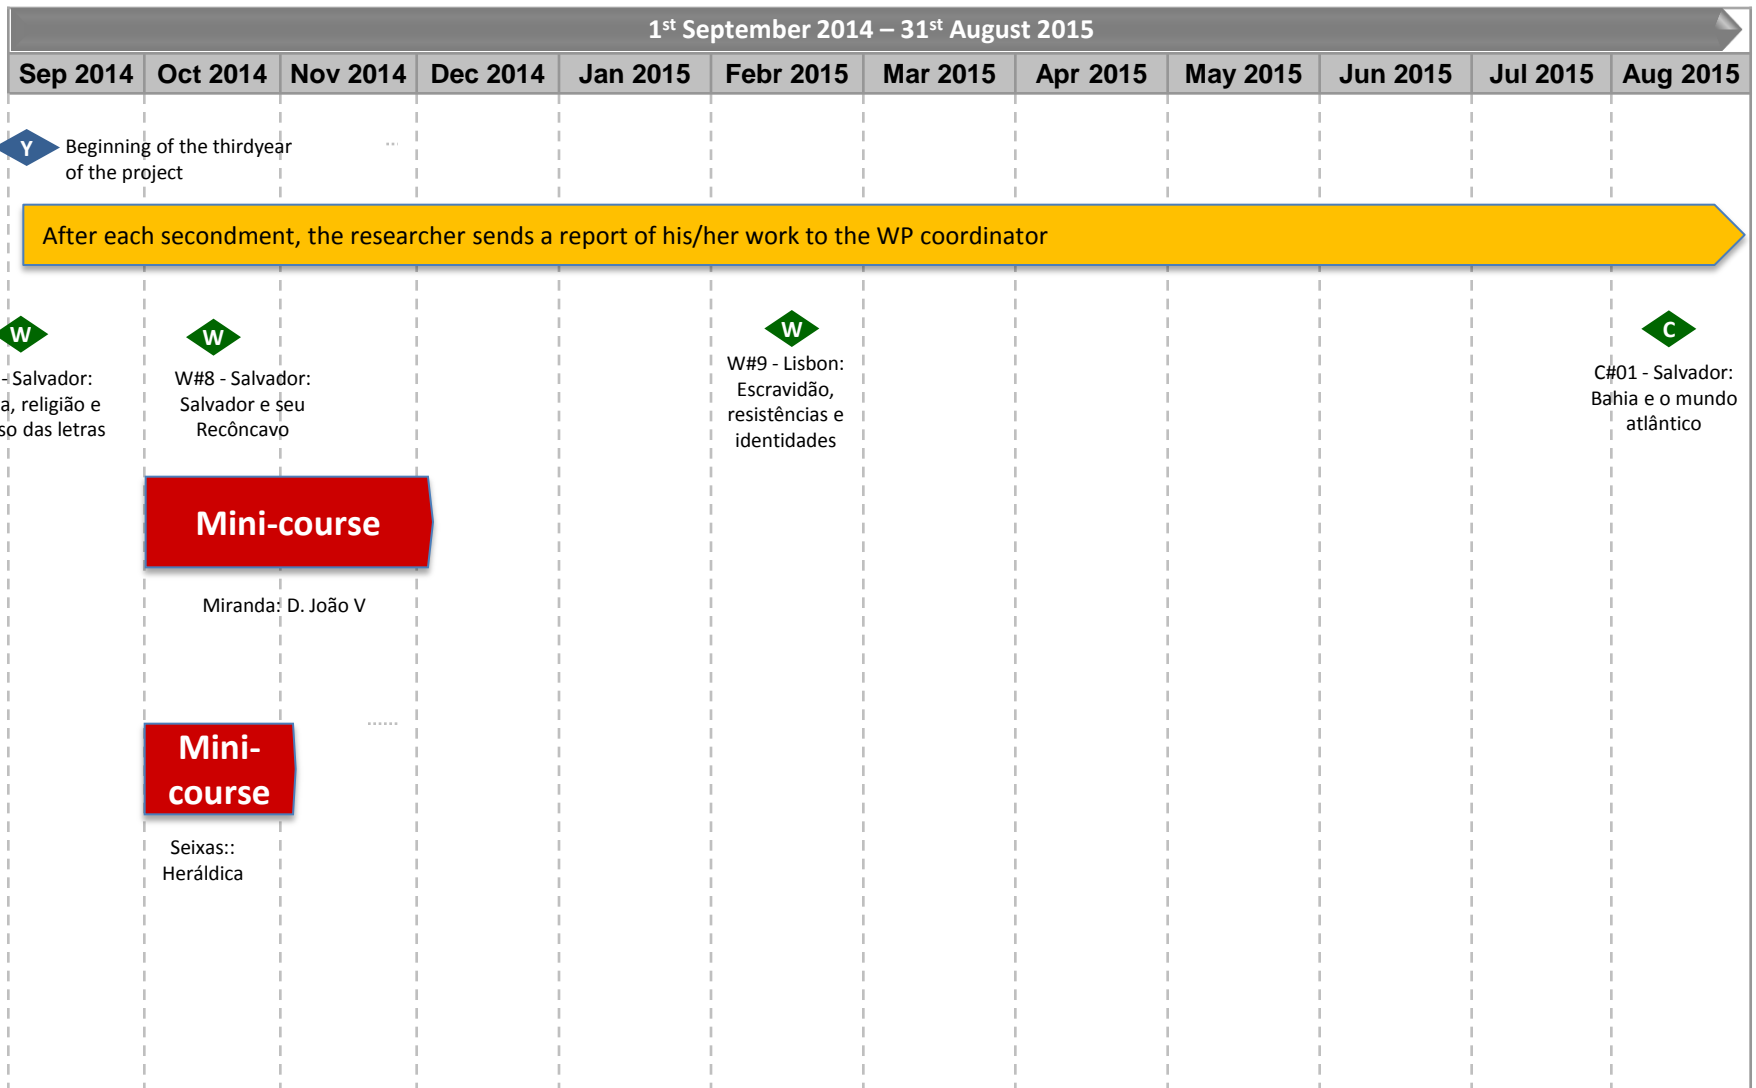 1st September 2014 – 31st August 2015
Sep 2014 Oct 2014 Nov 2014 Dec 2014 Jan 2015 Febr 2015 Mar 2015 Apr 2015 May 2015 Jun 2015 Jul 2015 Aug 2015
Y
Beginning of the thirdyear
of the project
After each secondment, the researcher sends a report of his/her work to the WP coordinator
W
- Salvador:
, religião e
das letras
W
W#8 - Salvador:
Salvador e seu
Recôncavo
W
W#9 - Lisbon:
Escravidão,
resistências e
identidades
C
C#01 - Salvador:
Bahia e o mundo
atlântico
Mini-course
Miranda: D. João V
Mini-
course
Seixas::
Heráldica